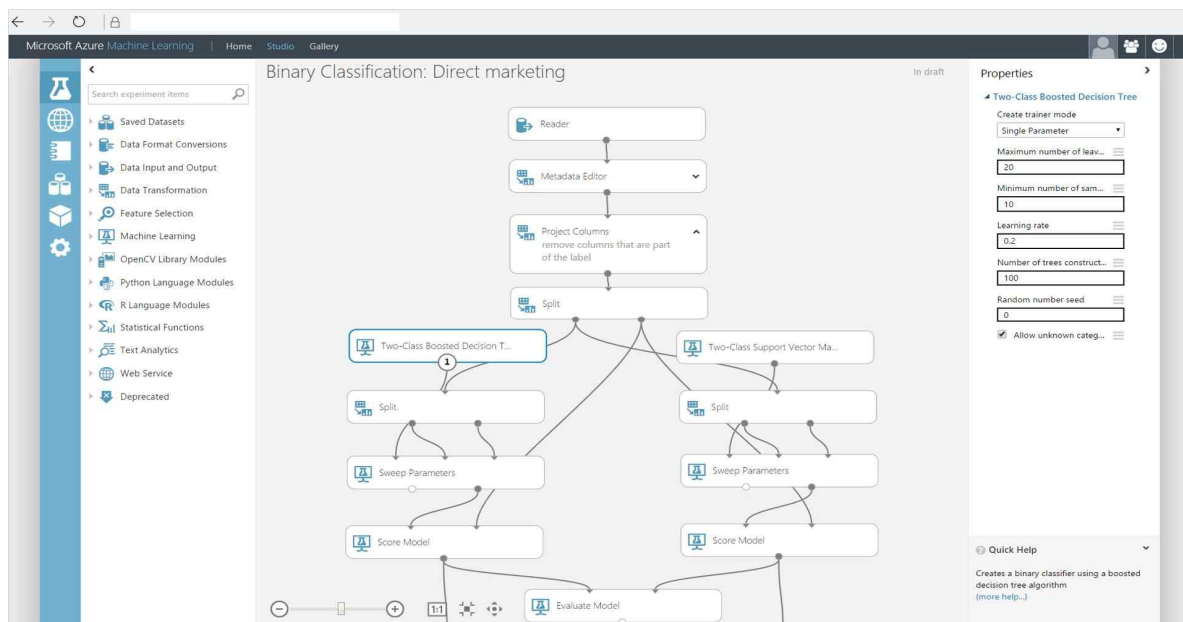 Microsoft Azure Machine Learning | Home Studio Gallery
Search experiment items
Saved Datasets
Data Format Conversions
Data Input and Output
Data Transformation
Feature Selection
Machine Learning
OpenCV Library Modules
Python Language Modules
R Language Modules
Statistical Functions
Text Analytics
Web Service
Deprecated
Binary Classification: Direct marketing
In draft
Reader
Metadata Editor
Project Columns
remove columns that are part
of the label
Split
Two-Class Boosted Decision T...
1
Two-Class Support Vector Ma...
Split
Split
Sweep Parameters
Sweep Parameters
Score Model
Score Model
Evaluate Model
1:1
Properties
Two-Class Boosted Decision Tree
Create trainer mode
Single Parameter
Maximum number of leav...
20
Minimum number of sam...
10
Learning rate
0.2
Number of trees construct...
100
Random number seed
0
Allow unknown categ...
Quick Help
Creates a binary classifier using a boosted
decision tree algorithm
(more help...)